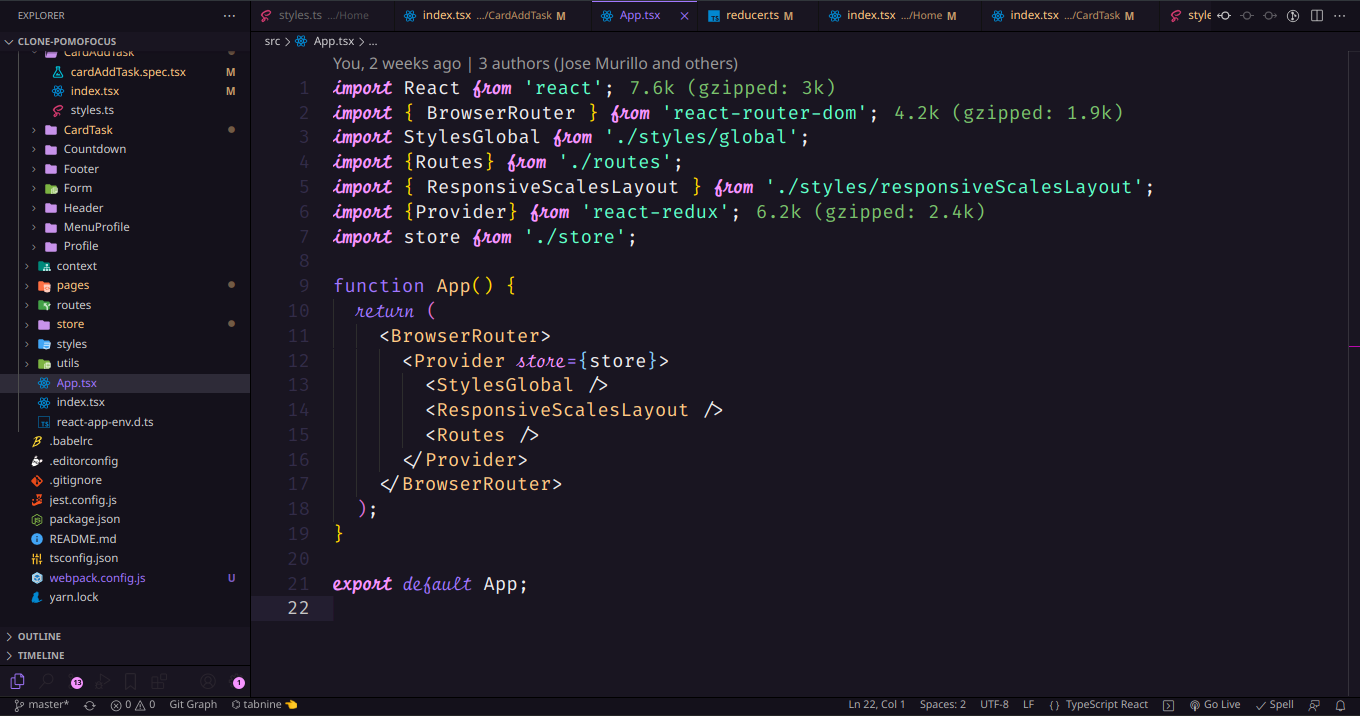 EXPLORER
CLONE-POMOFOCUS
CardAddTask
cardAddTask.spec.tsx M
index.tsx M
styles.ts
CardTask
Countdown
Footer
Form
Header
MenuProfile
Profile
context
pages
routes
store
styles
utils
App.tsx
index.tsx
react-app-env.d.ts
.babelrc
.editorconfig
.gitignore
jest.config.js
package.json
README.md
tsconfig.json
webpack.config.js U
yarn.lock
OUTLINE
TIMELINE
13 1
styles.ts .../Home index.tsx .../CardAddTask M App.tsx reducer.ts M index.tsx .../Home M index.tsx .../CardTask M style
src > App.tsx > ...
You, 2 weeks ago | 3 authors (Jose Murillo and others)
1 import React from 'react'; 7.6k (gzipped: 3k)
2 import { BrowserRouter } from 'react-router-dom'; 4.2k (gzipped: 1.9k)
3 import StylesGlobal from './styles/global';
4 import {Routes} from './routes';
5 import { ResponsiveScalesLayout } from './styles/responsiveScalesLayout';
6 import {Provider} from 'react-redux'; 6.2k (gzipped: 2.4k)
7 import store from './store';
8
9 function App() {
10 return (
11 <BrowserRouter>
12 <Provider store={store}>
13 <StylesGlobal />
14 <ResponsiveScalesLayout />
15 <Routes />
16 </Provider>
17 </BrowserRouter>
18 );
19 }
20
21 export default App;
22
master* 0 0 Git Graph tabnine Ln 22, Col 1 Spaces: 2 UTF-8 LF { } TypeScript React Go Live Spell